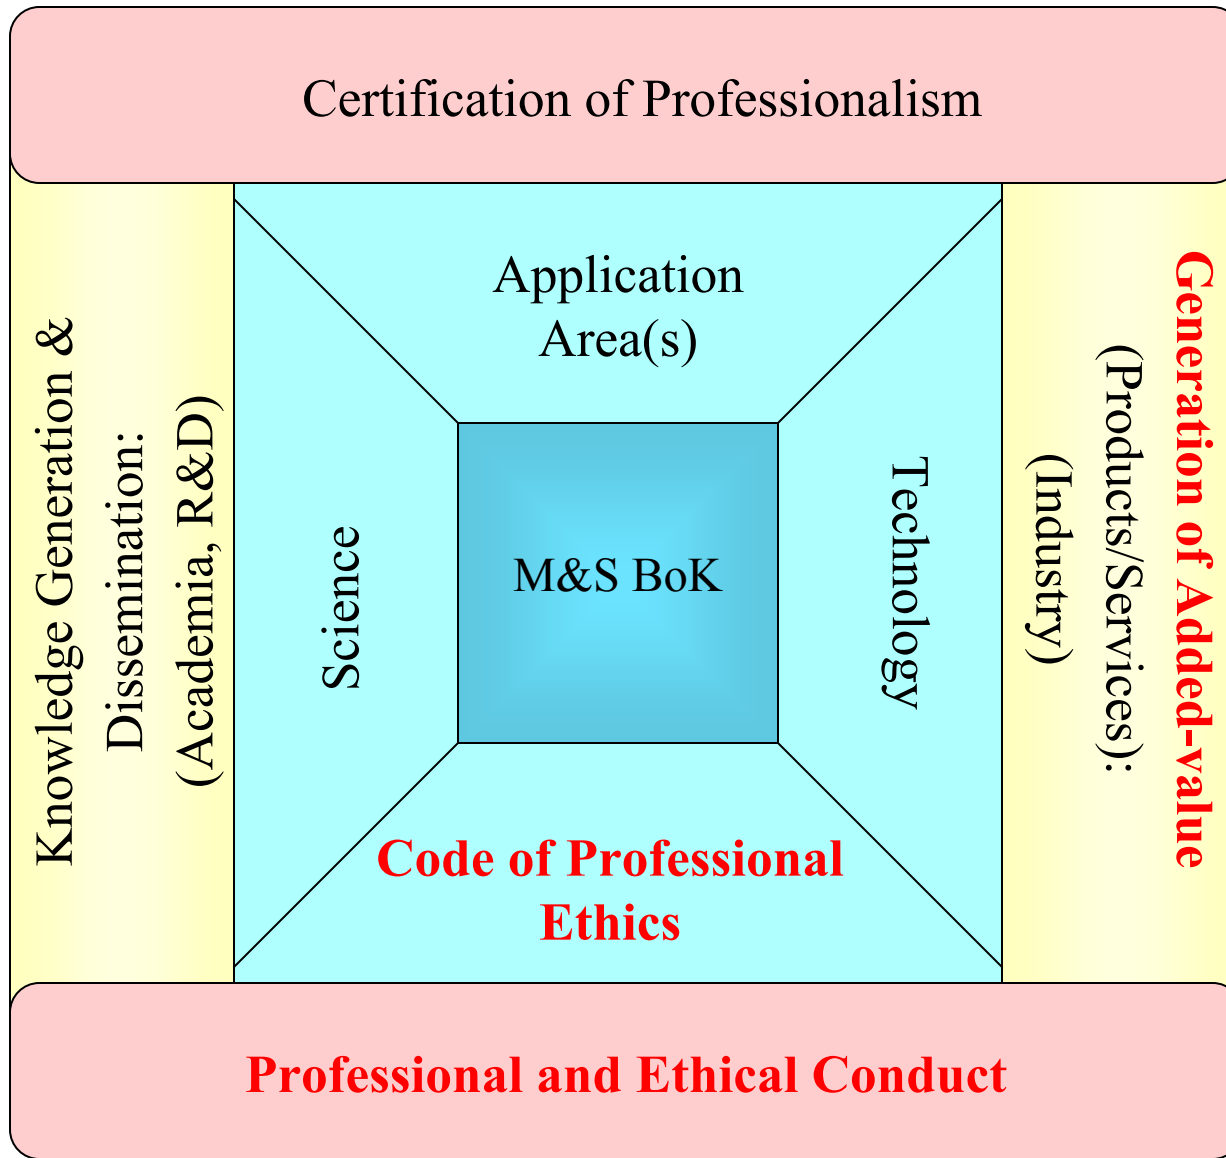 Certification of Professionalism
Knowledge Generation &
Dissemination:
(Academia, R&D)
Application
Area(s)
Science
M&S BoK
Technology
Code of Professional
Ethics
Generation of Added-value
(Products/Services):
(Industry)
Professional and Ethical Conduct